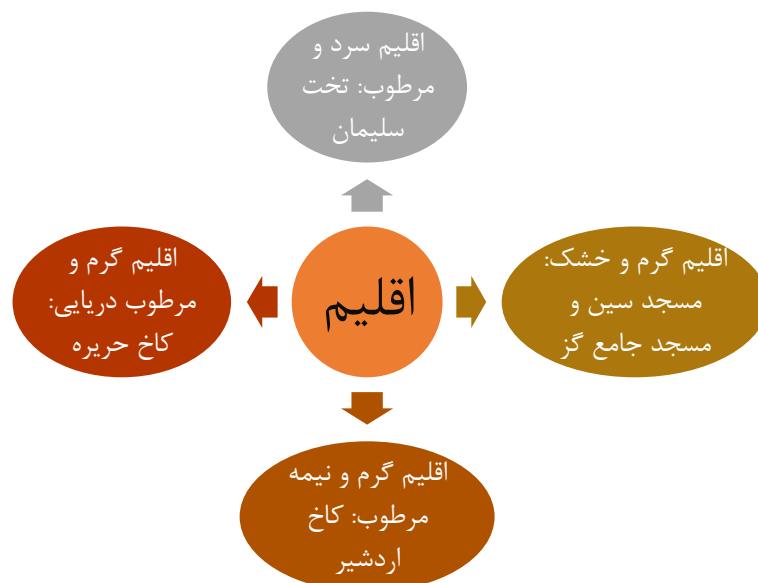 اقلیم سرد و
مرطوب: تخت
سلیمان
اقلیم گرم و خشک:
مسجد سین و
مسجد جامع گز
اقلیم
اقلیم گرم و
مرطوب دریایی:
کاخ حریره
اقلیم گرم و نیمه
مرطوب: کاخ
اردشیر